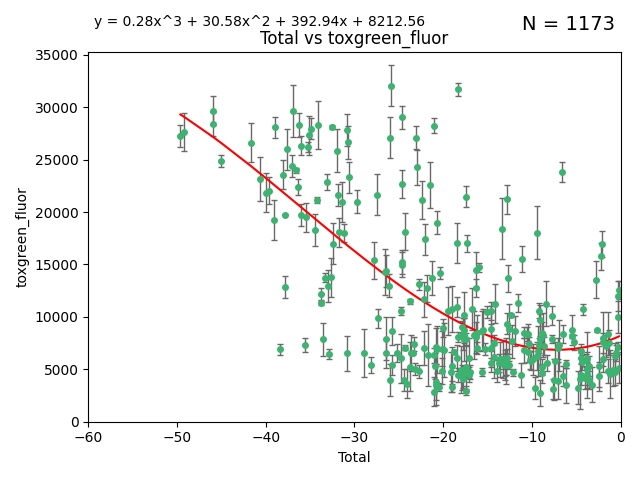 y = 0.28x^3 + 30.58x^2 + 392.94x + 8212.56
N = 1173
Total vs toxgreen_fluor
35000
30000
25000
20000
15000
10000
5000
0
toxgreen_fluor
−60 −50 −40 −30 −20 −10 0
Total